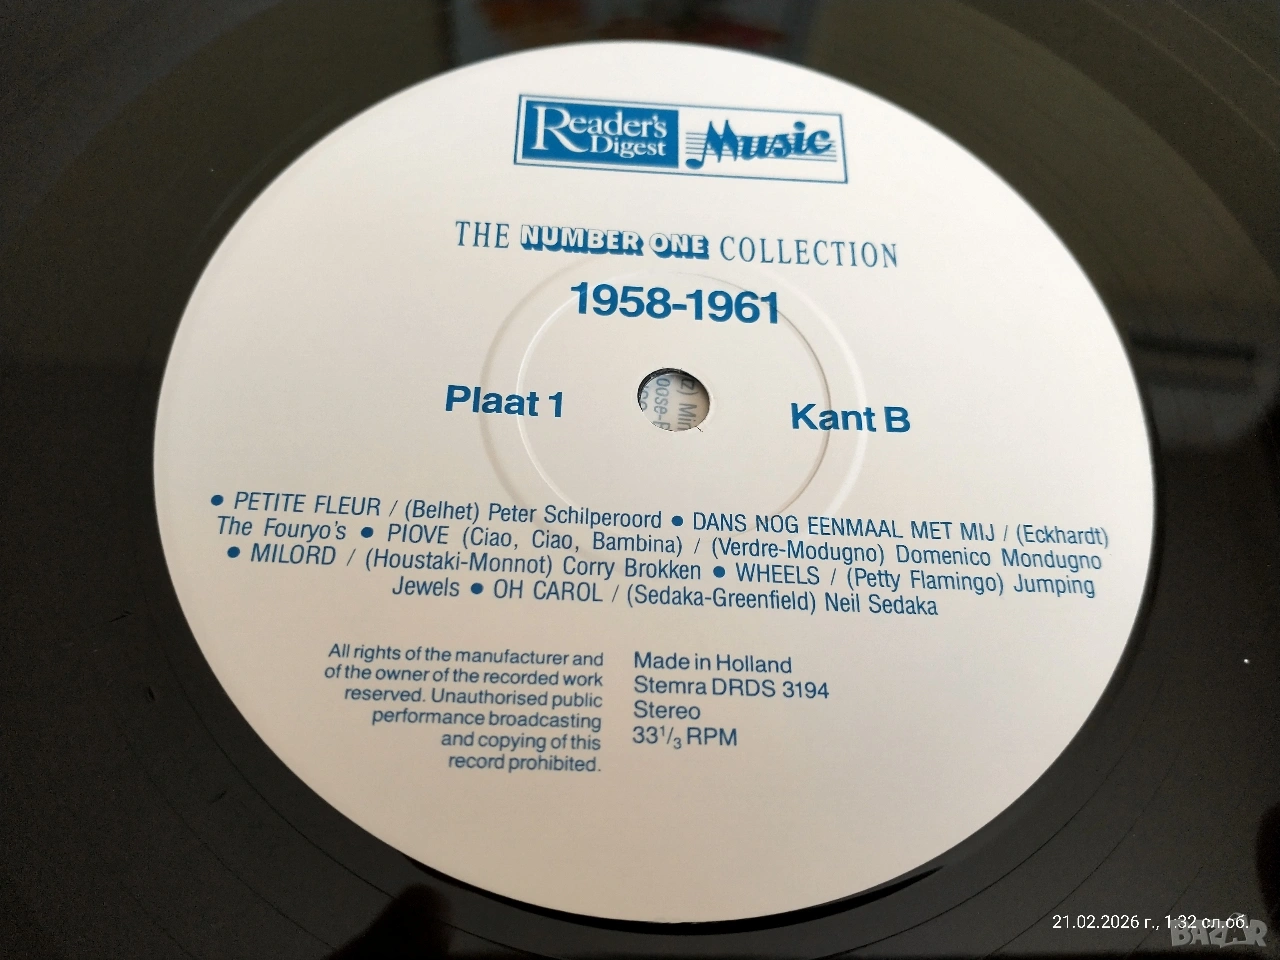 Reader's
Digest
Music
THE NUMBER ONE COLLECTION
1958-1961
Plaat 1
Kant B
● PETITE FLEUR / (Belhet) Peter Schilperoord ● DANS NOG EENMAAL MET MIJ / (Eckhardt)
The Fouryo's ● PIOVE (Ciao, Ciao, Bambina) / (Verdre-Modugno) Domenico Mondugno
● MILORD / (Houstaki-Monnot) Corry Brokken ● WHEELS / (Petty Flamingo) Jumping
Jewels ● OH CAROL / (Sedaka-Greenfield) Neil Sedaka
All rights of the manufacturer and
of the owner of the recorded work
reserved. Unauthorised public
performance broadcasting
and copying of this
record prohibited.
Made in Holland
Stemra DRDS 3194
Stereo
33 1/3 RPM
21.02.2026 г., 1:32 сл.об.
BAZAR